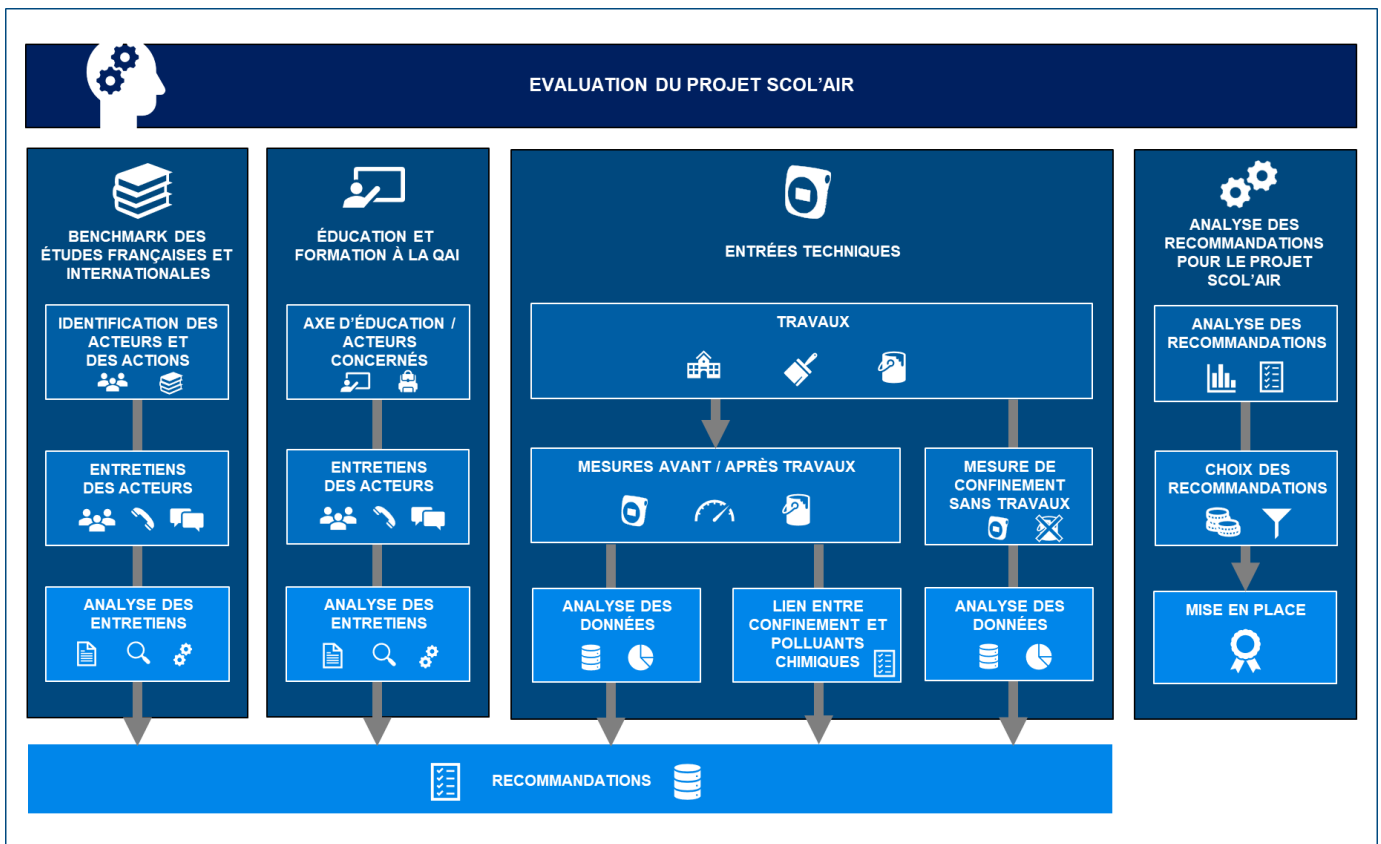 EVALUATION DU PROJET SCOL'AIR
BENCHMARK DES
ÉTUDES FRANÇAISES ET
INTERNATIONALES
IDENTIFICATION DES
ACTEURS ET
DES ACTIONS
ENTRETIENS
DES ACTEURS
ANALYSE DES
ENTRETIENS
ÉDUCATION ET
FORMATION À LA QAI
AXE D'ÉDUCATION /
ACTEURS
CONCERNÉS
ENTRETIENS
DES ACTEURS
ANALYSE DES
ENTRETIENS
ENTRÉES TECHNIQUES
TRAVAUX
MESURES AVANT / APRÈS TRAVAUX
MESURE DE
CONFINEMENT
SANS TRAVAUX
ANALYSE DES
DONNÉES
LIEN ENTRE
CONFINEMENT ET
POLLUANTS
CHIMIQUES
ANALYSE DES
DONNÉES
ANALYSE DES
RECOMMANDATIONS
POUR LE PROJET
SCOL'AIR
ANALYSE DES
RECOMMANDATIONS
CHOIX DES
RECOMMANDATIONS
MISE EN PLACE
RECOMMANDATIONS